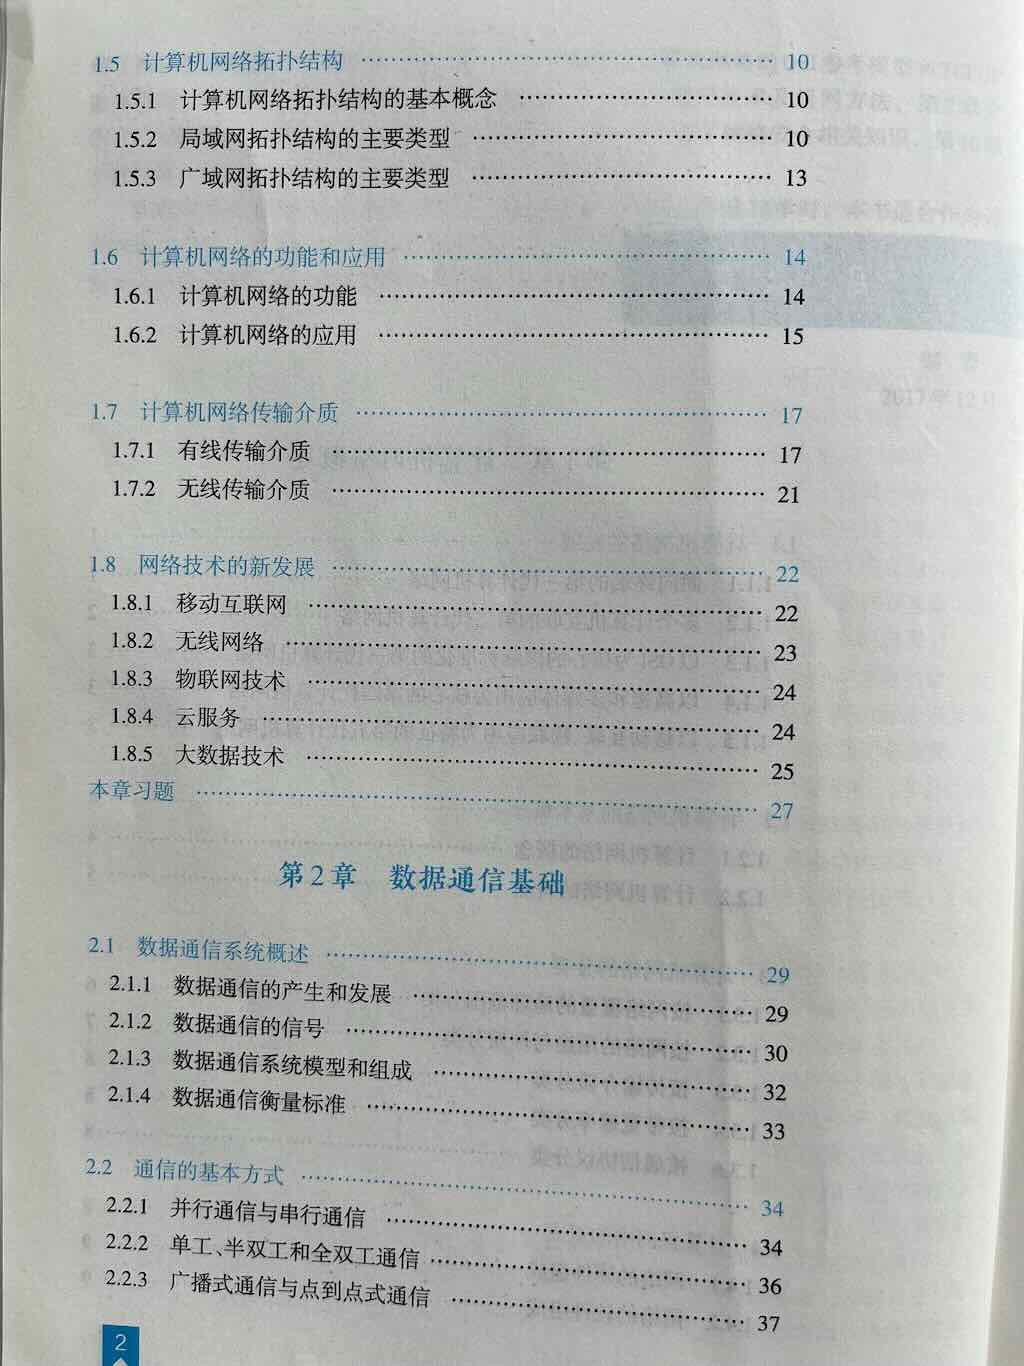 1.5 计算机网络拓扑结构 …… 10
1.5.1 计算机网络拓扑结构的基本概念 …… 10
1.5.2 局域网拓扑结构的主要类型 …… 10
1.5.3 广域网拓扑结构的主要类型 …… 13
1.6 计算机网络的功能和应用 …… 14
1.6.1 计算机网络的功能 …… 14
1.6.2 计算机网络的应用 …… 15
1.7 计算机网络传输介质 …… 17
1.7.1 有线传输介质 …… 17
1.7.2 无线传输介质 …… 21
1.8 网络技术的新发展 …… 22
1.8.1 移动互联网 …… 22
1.8.2 无线网络 …… 23
1.8.3 物联网技术 …… 24
1.8.4 云服务 …… 24
1.8.5 大数据技术 …… 25
本章习题 …… 27
第2章 数据通信基础
2.1 数据通信系统概述 …… 29
2.1.1 数据通信的产生和发展 …… 29
2.1.2 数据通信的信号 …… 30
2.1.3 数据通信系统模型和组成 …… 32
2.1.4 数据通信衡量标准 …… 33
2.2 通信的基本方式 …… 34
2.2.1 并行通信与串行通信 …… 34
2.2.2 单工、半双工和全双工通信 …… 36
2.2.3 广播式通信与点到点式通信 …… 37
2